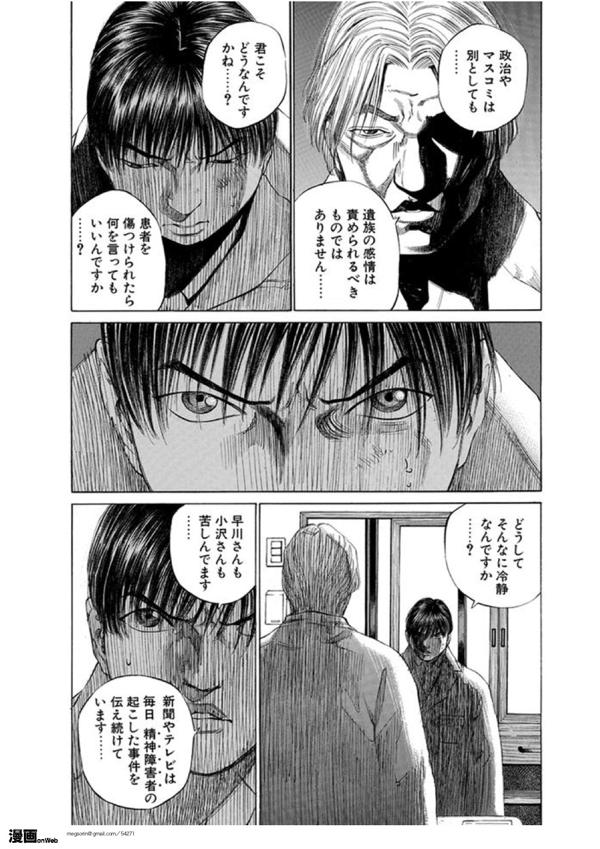 政治や
マスコミは
別としても
……
遺族の感情は
責められるべき
ものでは
ありません……
君こそ
どうなんです
かね……?
患者を
傷つけられたら
何を言っても
いいんですか
……?
どうして
そんなに冷静
なんですか
……?
早川さんも
小沢さんも
苦しんでます
新聞やテレビは
毎日 精神障害者の
起こした事件を
伝え続けて
います……
漫画 on Web
megaorin@gmail.com/54271